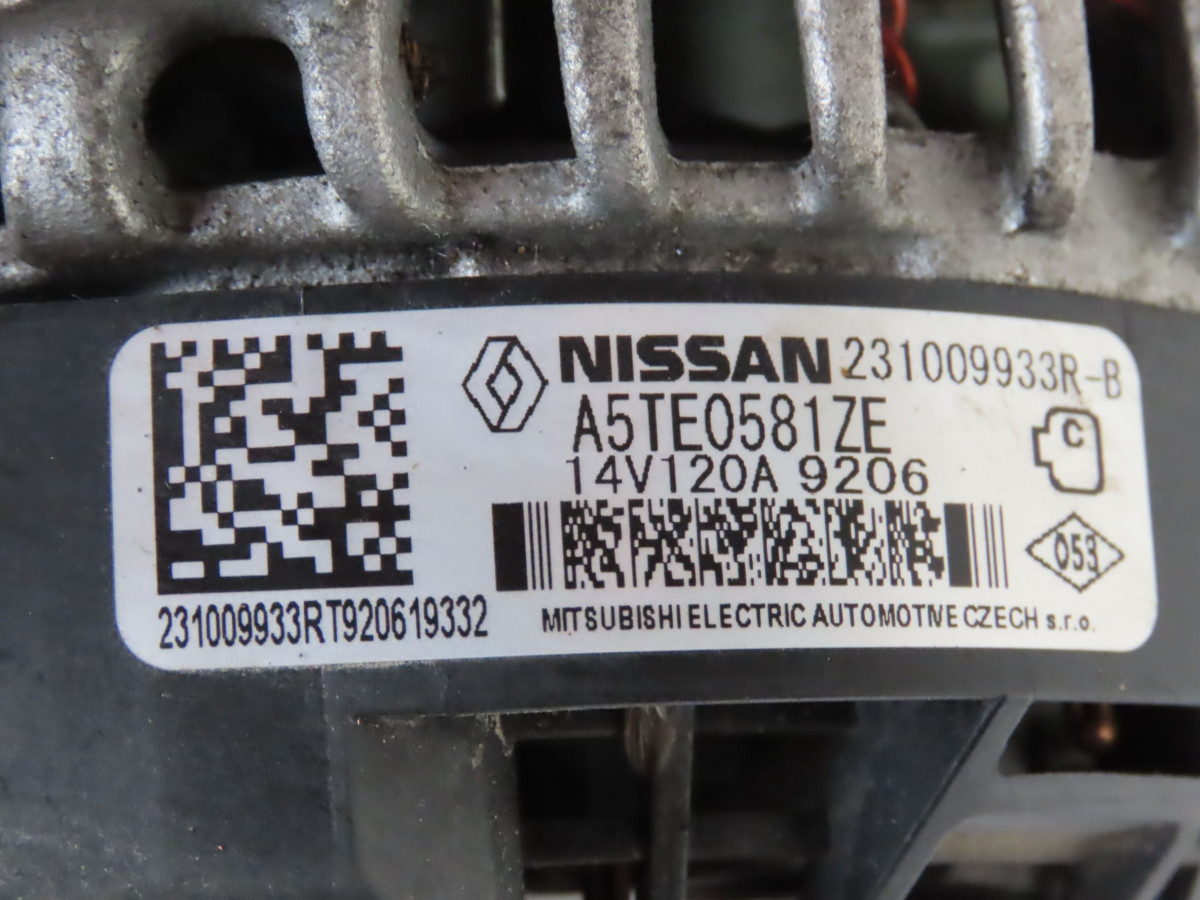 NISSAN 231009933R-B
A5TE0581ZE
C
14V120A 9206
053
231009933RT920619332
MITSUBISHI ELECTRIC AUTOMOTIVE CZECH s.r.o.